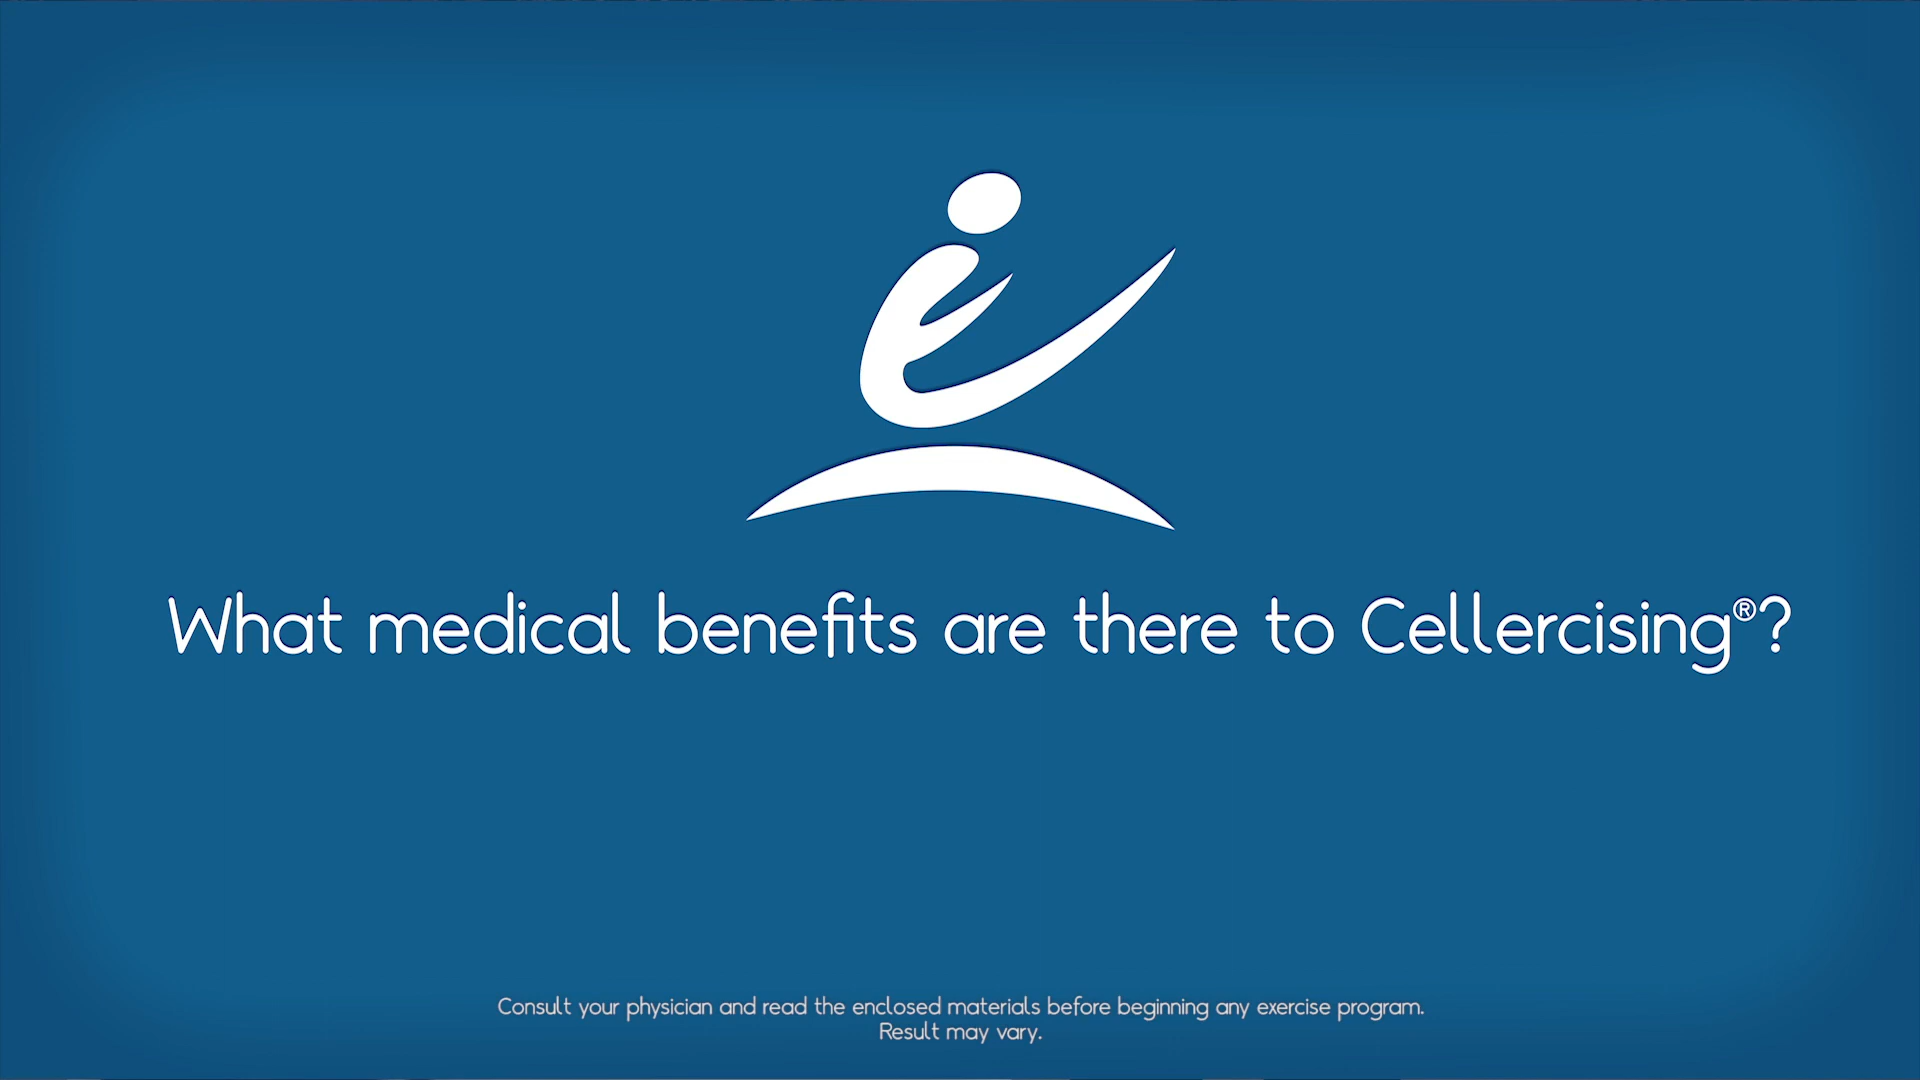 What medical benefits are there to Cellercising®?
Consult your physician and read the enclosed materials before beginning any exercise program.
Result may vary.